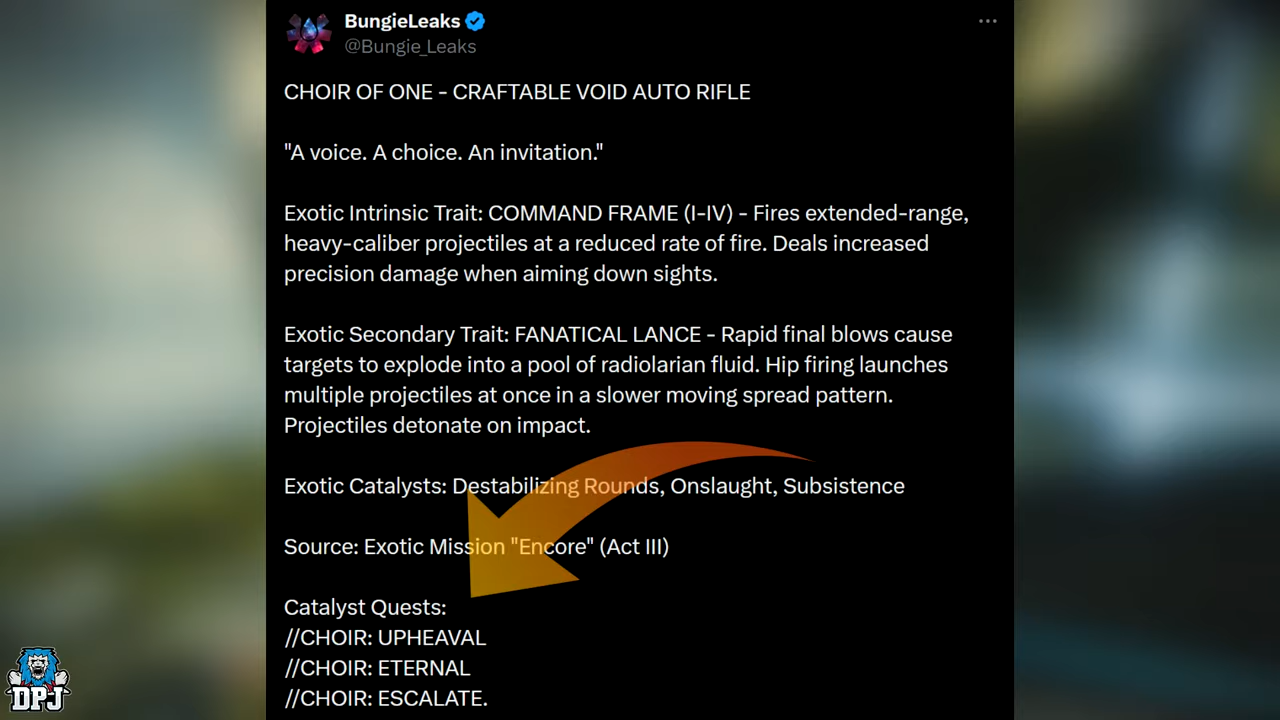 BungieLeaks
@Bungie_Leaks
CHOIR OF ONE - CRAFTABLE VOID AUTO RIFLE
"A voice. A choice. An invitation."
Exotic Intrinsic Trait: COMMAND FRAME (I-IV) - Fires extended-range,
heavy-caliber projectiles at a reduced rate of fire. Deals increased
precision damage when aiming down sights.
Exotic Secondary Trait: FANATICAL LANCE - Rapid final blows cause
targets to explode into a pool of radiolarian fluid. Hip firing launches
multiple projectiles at once in a slower moving spread pattern.
Projectiles detonate on impact.
Exotic Catalysts: Destabilizing Rounds, Onslaught, Subsistence
Source: Exotic Mission "Encore" (Act III)
Catalyst Quests:
//CHOIR: UPHEAVAL
//CHOIR: ETERNAL
//CHOIR: ESCALATE.
DPJ